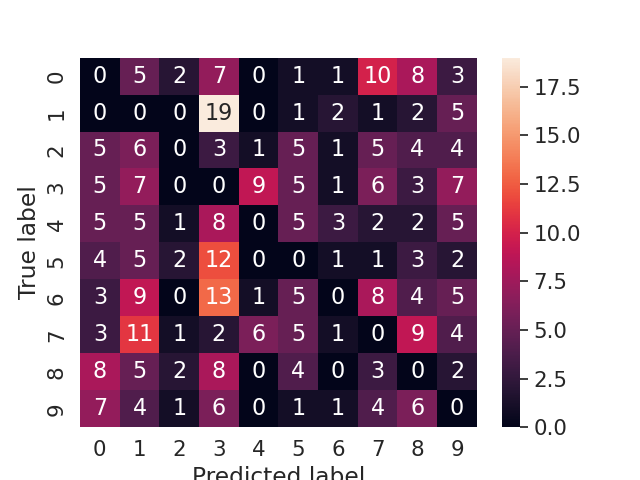 0 0 5 2 7 0 1 1 10 8 3
1 0 0 0 19 0 1 2 1 2 5
2 5 6 0 3 1 5 1 5 4 4
3 5 7 0 0 9 5 1 6 3 7
4 5 5 1 8 0 5 3 2 2 5
5 4 5 2 12 0 0 1 1 3 2
6 3 9 0 13 1 5 0 8 4 5
7 3 11 1 2 6 5 1 0 9 4
8 8 5 2 8 0 4 0 3 0 2
9 7 4 1 6 0 1 1 4 6 0
0 1 2 3 4 5 6 7 8 9
Predicted label
True label
17.5
15.0
12.5
10.0
7.5
5.0
2.5
0.0